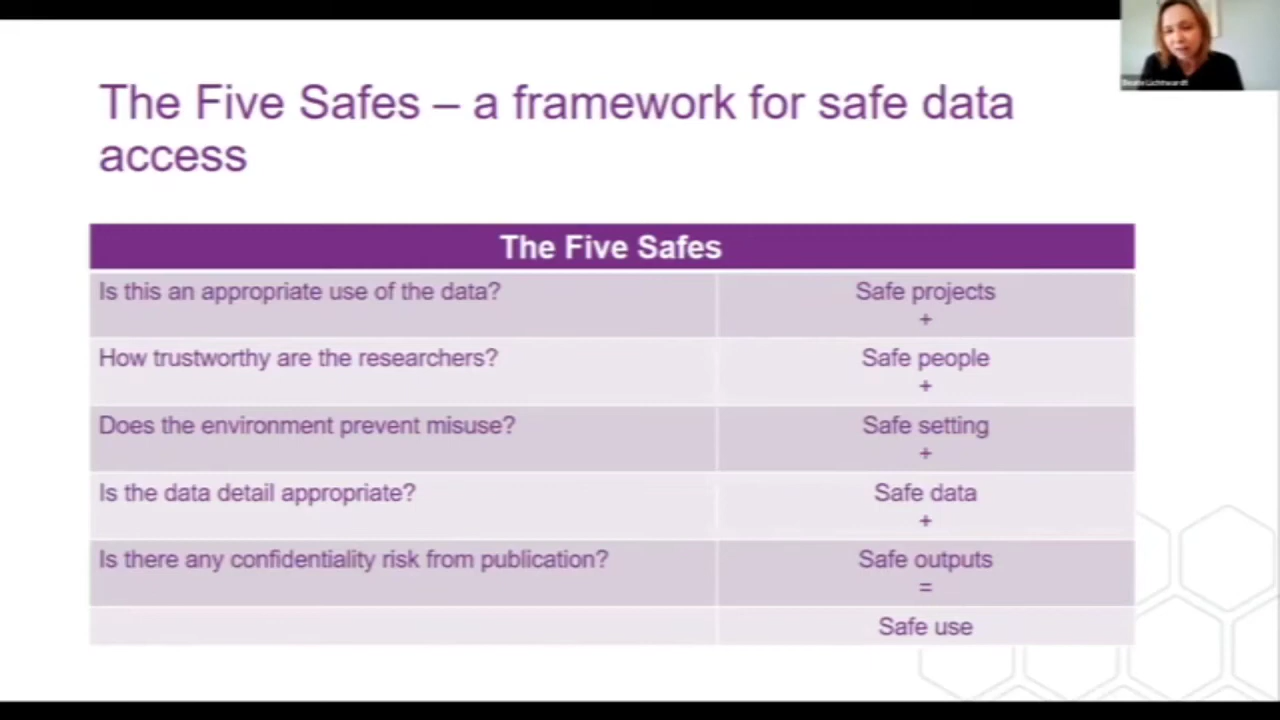 Beate Lichtwardt
The Five Safes – a framework for safe data
access
The Five Safes
Is this an appropriate use of the data?
Safe projects
+
How trustworthy are the researchers?
Safe people
+
Does the environment prevent misuse?
Safe setting
+
Is the data detail appropriate?
Safe data
+
Is there any confidentiality risk from publication?
Safe outputs
=
Safe use